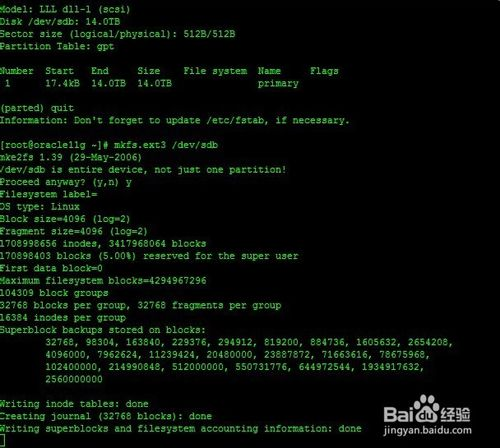 Model: LLL dll-1 (scsi)
Disk /dev/sdb: 14.0TB
Sector size (logical/physical): 512B/512B
Partition Table: gpt
Number Start End Size File system Name Flags
1 17.4kB 14.0TB 14.0TB primary
(parted) quit
Information: Don't forget to update /etc/fstab, if necessary.
[root@oracle11g ~]# mkfs.ext3 /dev/sdb
mke2fs 1.39 (29-May-2006)
/dev/sdb is entire device, not just one partition!
Proceed anyway? (y,n) y
Filesystem label=
OS type: Linux
Block size=4096 (log=2)
Fragment size=4096 (log=2)
1708998656 inodes, 3417968064 blocks
170898403 blocks (5.00%) reserved for the super user
First data block=0
Maximum filesystem blocks=4294967296
104309 block groups
32768 blocks per group, 32768 fragments per group
16384 inodes per group
Superblock backups stored on blocks:
32768, 98304, 163840, 229376, 294912, 819200, 884736, 1605632, 2654208,
4096000, 7962624, 11239424, 20480000, 23887872, 71663616, 78675968,
102400000, 214990848, 512000000, 550731776, 644972544, 1934917632,
2560000000
Writing inode tables: done
Creating journal (32768 blocks): done
Writing superblocks and filesystem accounting information: done
Baidu 经验
jingyan.baidu.com